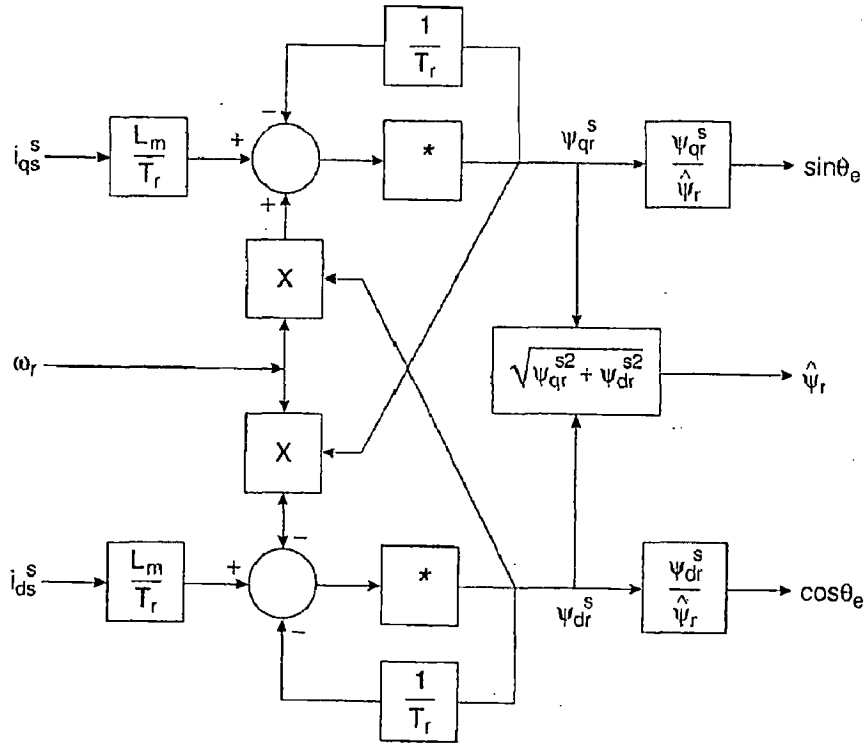 1
T_r
i_qs^s
L_m
T_r
+
−
+
*
ψ_qr^s
ψ_qr^s
ψ̂_r
sinθ_e
X
ω_r
√ψ_qr^s2 + ψ_dr^s2
ψ̂_r
X
i_ds^s
L_m
T_r
+
−
−
*
ψ_dr^s
ψ_dr^s
ψ̂_r
cosθ_e
1
T_r